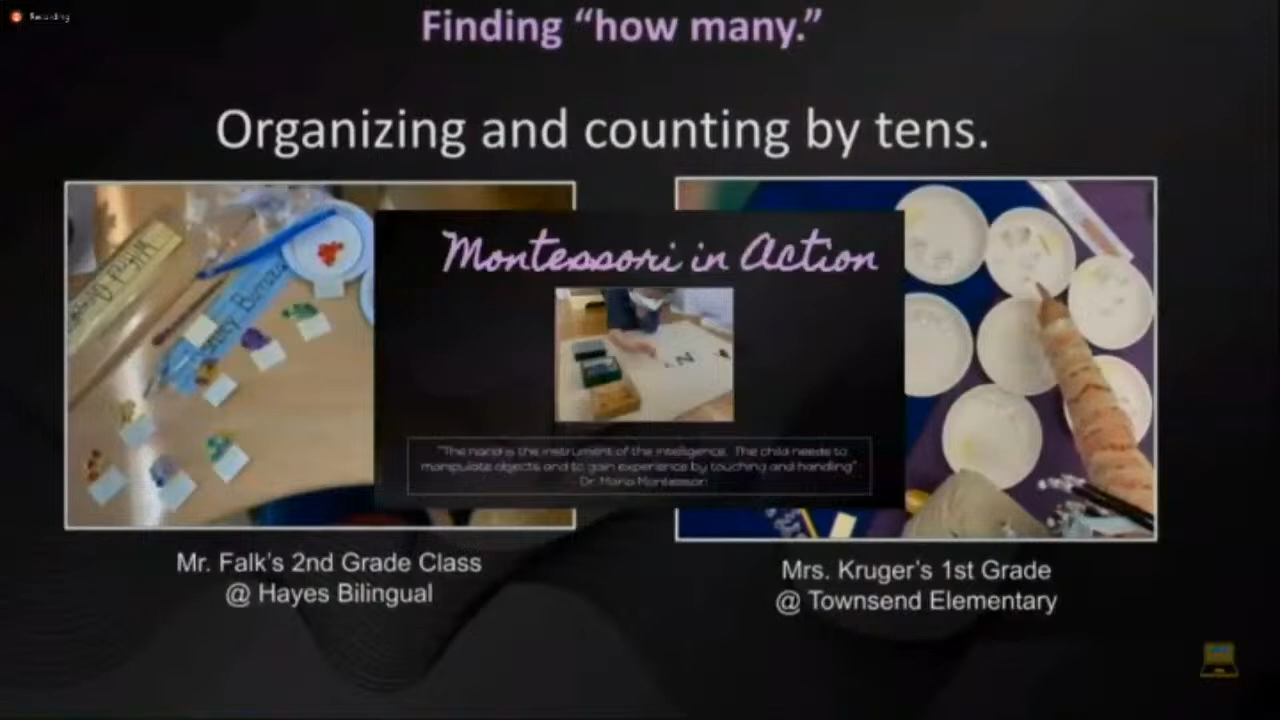 Recording
Finding “how many.”
Organizing and counting by tens.
Montessori in Action
"The hand is the instrument of the intelligence. The child needs to
manipulate objects and to gain experience by touching and handling"
- Dr. Maria Montessori
Mr. Falk’s 2nd Grade Class
@ Hayes Bilingual
Mrs. Kruger’s 1st Grade
@ Townsend Elementary